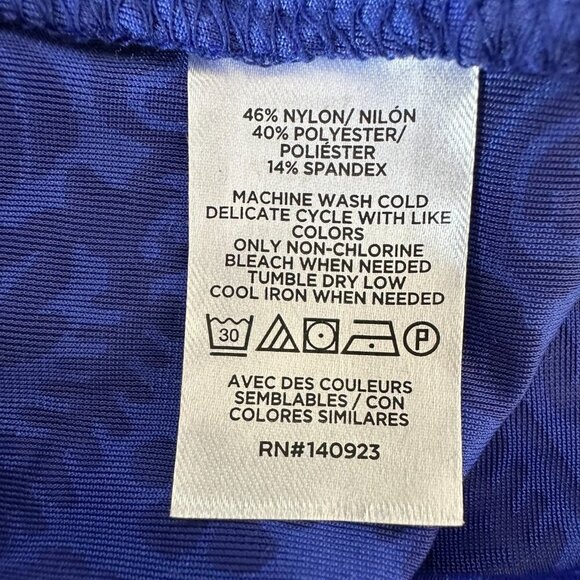 46% NYLON/ NILÓN
40% POLYESTER/
POLIÉSTER
14% SPANDEX
MACHINE WASH COLD
DELICATE CYCLE WITH LIKE
COLORS
ONLY NON-CHLORINE
BLEACH WHEN NEEDED
TUMBLE DRY LOW
COOL IRON WHEN NEEDED
30 P
AVEC DES COULEURS
SEMBLABLES / CON
COLORES SIMILARES
RN#140923